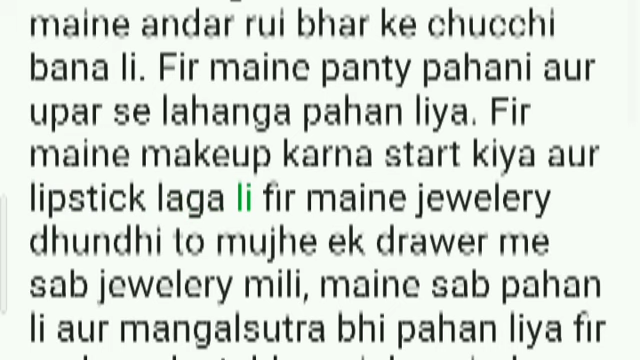 maine andar rui bhar ke chucchi
bana li. Fir maine panty pahani aur
upar se lahanga pahan liya. Fir
maine makeup karna start kiya aur
lipstick laga li fir maine jewelery
dhundhi to mujhe ek drawer me
sab jewelery mili, maine sab pahan
li aur mangalsutra bhi pahan liya fir